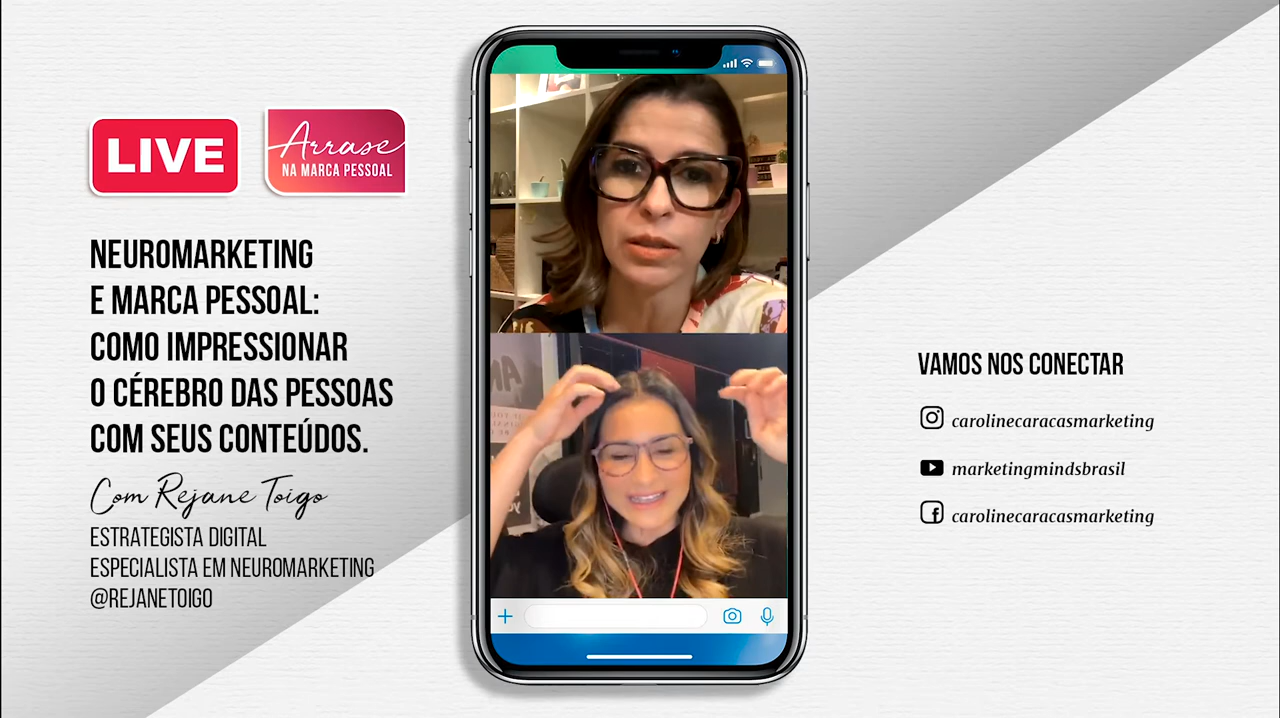 LIVE
Arrase
NA MARCA PESSOAL
NEUROMARKETING
E MARCA PESSOAL:
COMO IMPRESSIONAR
O CÉREBRO DAS PESSOAS
COM SEUS CONTEÚDOS.
Com Rejane Toigo
ESTRATEGISTA DIGITAL
ESPECIALISTA EM NEUROMARKETING
@REJANETOIGO
VAMOS NOS CONECTAR
carolinecaracasmarketing
marketingmindsbrasil
carolinecaracasmarketing